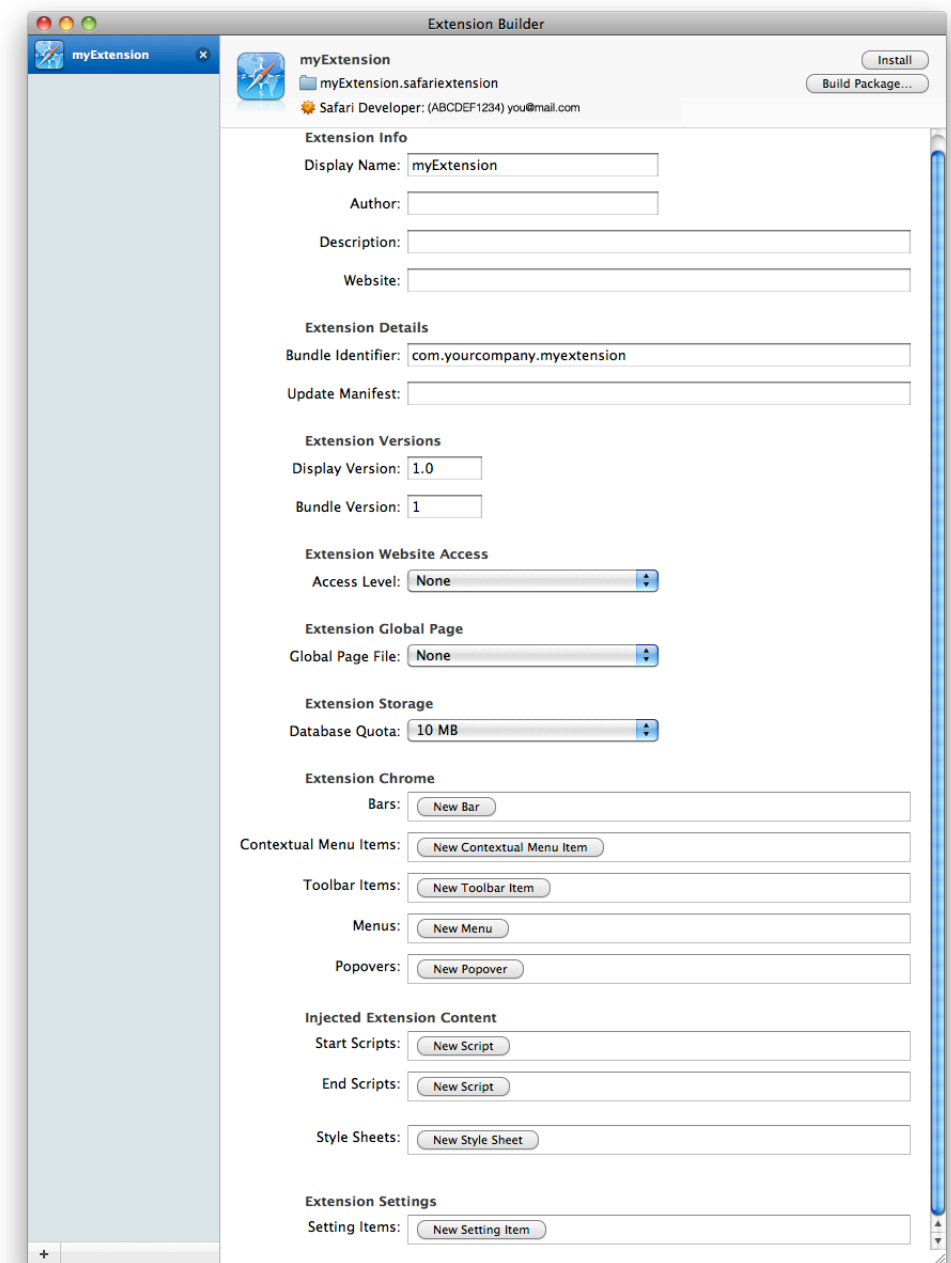 Extension Builder
myExtension
myExtension
Install
myExtension.safariextension
Build Package...
Safari Developer: (ABCDEF1234) you@mail.com
Extension Info
Display Name: myExtension
Author:
Description:
Website:
Extension Details
Bundle Identifier: com.yourcompany.myextension
Update Manifest:
Extension Versions
Display Version: 1.0
Bundle Version: 1
Extension Website Access
Access Level: None
Extension Global Page
Global Page File: None
Extension Storage
Database Quota: 10 MB
Extension Chrome
Bars: New Bar
Contextual Menu Items: New Contextual Menu Item
Toolbar Items: New Toolbar Item
Menus: New Menu
Popovers: New Popover
Injected Extension Content
Start Scripts: New Script
End Scripts: New Script
Style Sheets: New Style Sheet
Extension Settings
Setting Items: New Setting Item
+